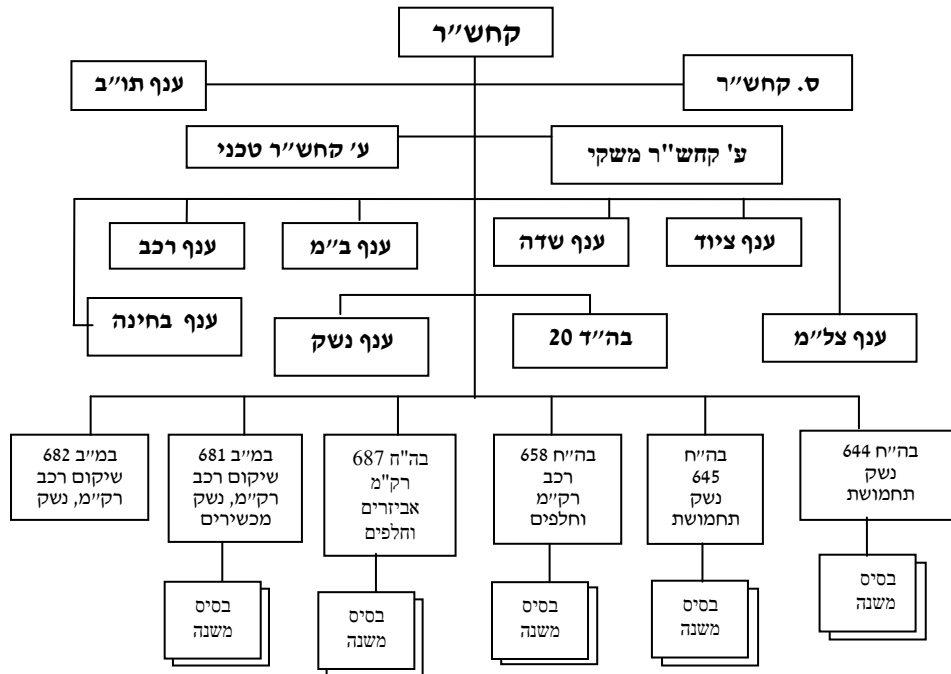 קחש״ר
ס. קחש״ר
ענף תו״ב
ע' קחש"ר משקי
ע׳ קחש״ר טכני
ענף ציוד
ענף שדה
ענף ב״מ
ענף רכב
ענף צל״מ
בה״ד 20
ענף נשק
ענף בחינה
בה״ח 644
נשק
תחמושת
בה״ח
645
נשק
תחמושת
בה״ח 658
רכב
רק״מ
וחלפים
בה"ח 687
רק"מ
אביזרים
וחלפים
במ״ב 681
שיקום רכב
רק״מ, נשק
מכשירים
במ״ב 682
שיקום רכב
רק״מ, נשק
בסיס
משנה
בסיס
משנה
בסיס
משנה
בסיס
משנה
בסיס
משנה